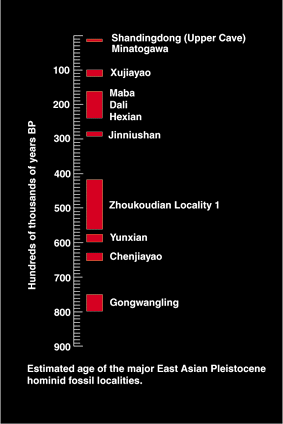 Shandingdong (Upper Cave)
Minatogawa
100
Xujiayao
Maba
200
Dali
Hexian
300
Jinniushan
400
500
Zhoukoudian Locality 1
600
Yunxian
Chenjiayao
700
Gongwangling
800
900
Hundreds of thousands of years BP
Estimated age of the major East Asian Pleistocene
hominid fossil localities.